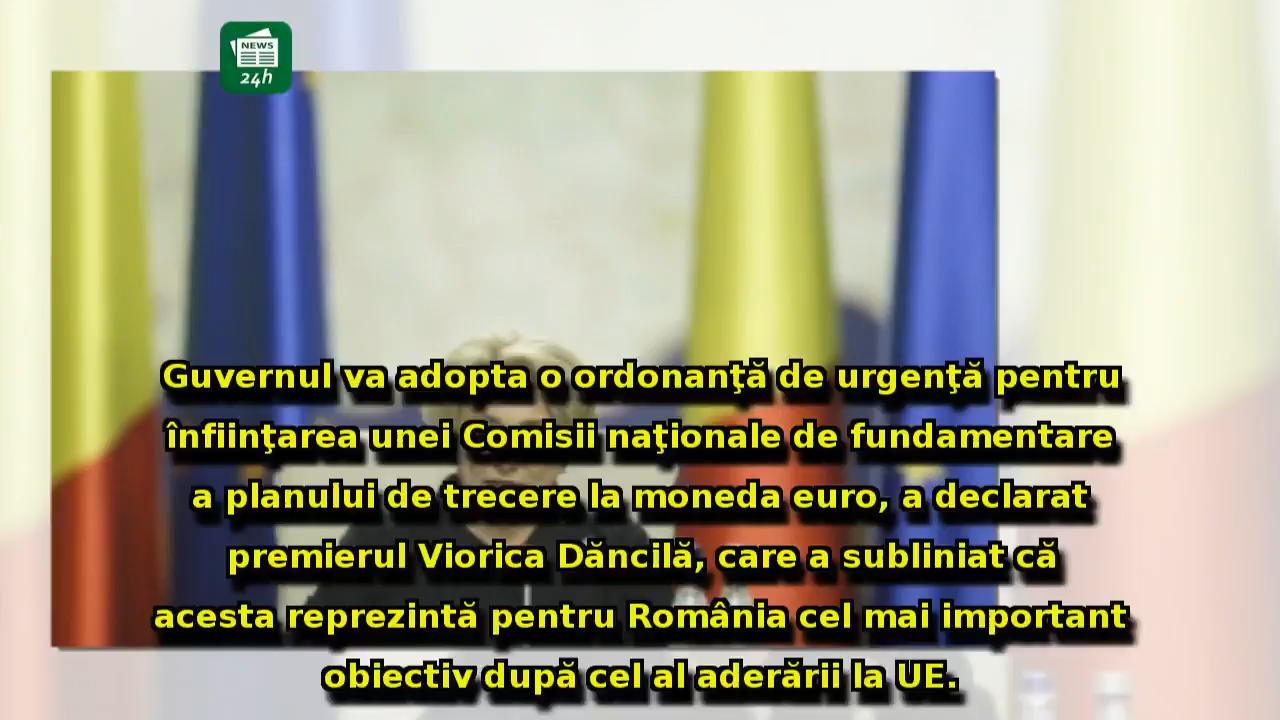 NEWS
24h
Guvernul va adopta o ordonanţă de urgenţă pentru
înfiinţarea unei Comisii naţionale de fundamentare
a planului de trecere la moneda euro, a declarat
premierul Viorica Dăncilă, care a subliniat că
acesta reprezintă pentru România cel mai important
obiectiv după cel al aderării la UE.